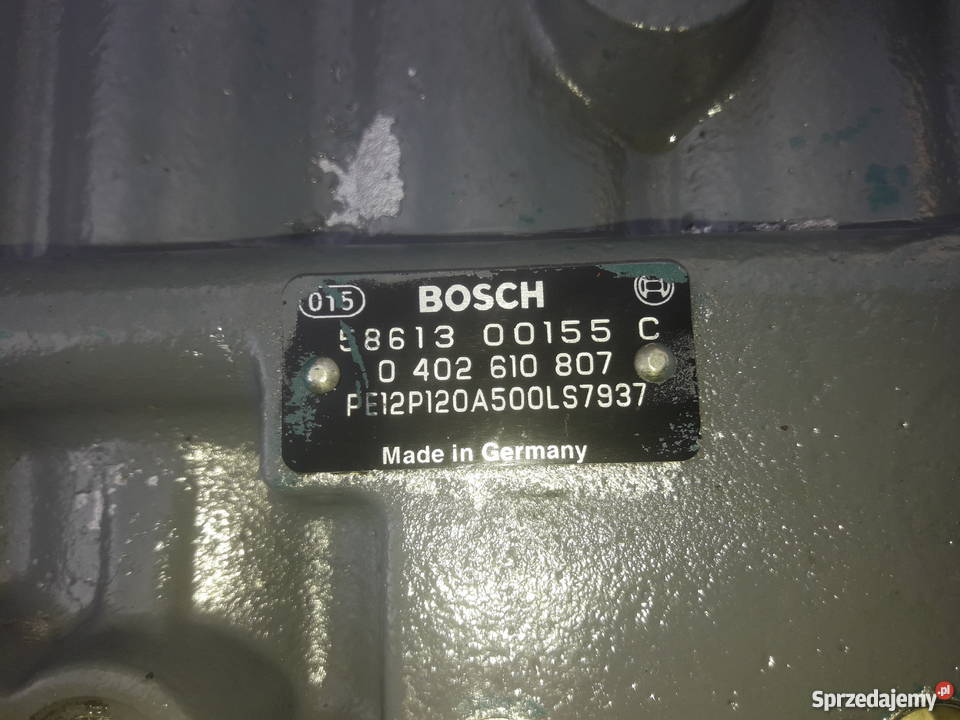 015 BOSCH
58613 00155 C
0 402 610 807
PE12P120A500LS7937
Made in Germany
Sprzedajemy.pl